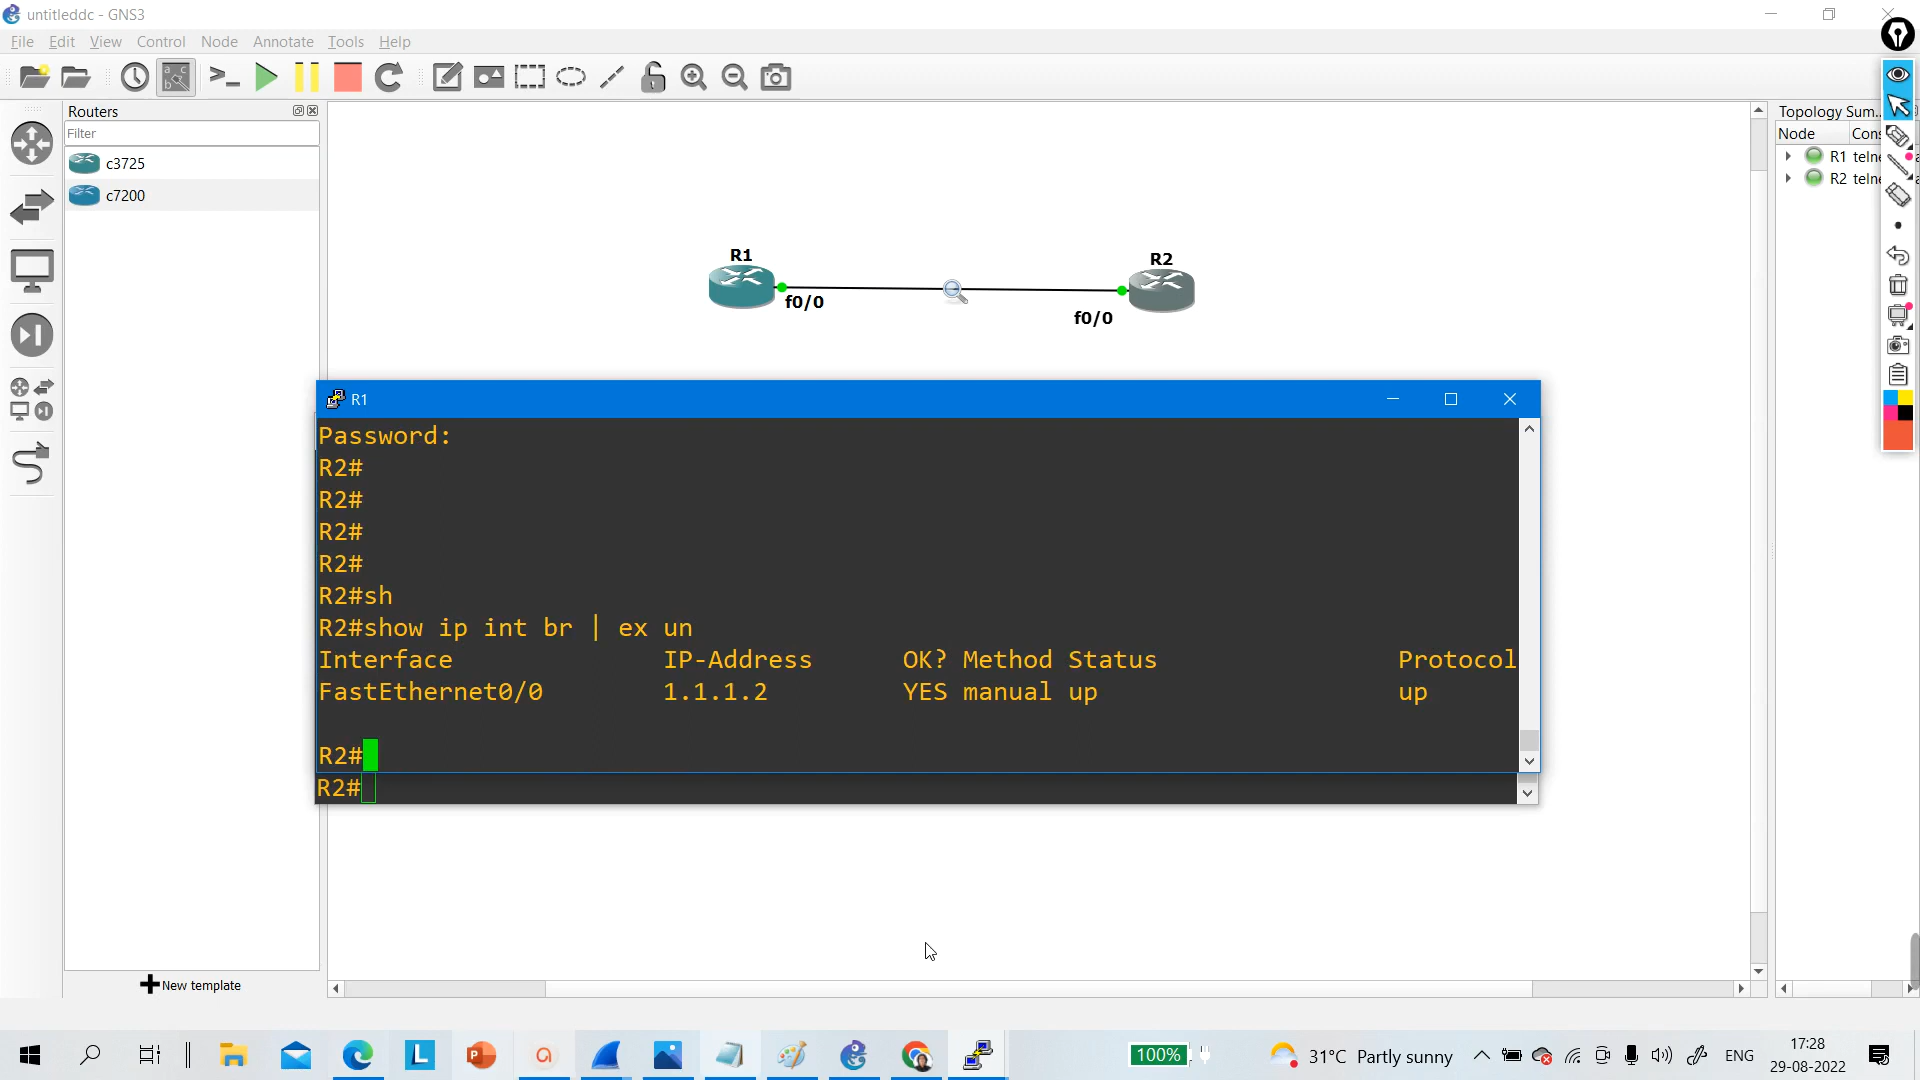 untitleddc - GNS3
File Edit View Control Node Annotate Tools Help
Routers
Filter
c3725
c7200
New template
R1
f0/0
R2
f0/0
Topology Sum...
Node Cons
R1 telne
R2 telne
R1
Password:
R2#
R2#
R2#
R2#
R2#sh
R2#show ip int br | ex un
Interface IP-Address OK? Method Status Protocol
FastEthernet0/0 1.1.1.2 YES manual up up
R2#
R2#
100%
31°C Partly sunny
ENG
17:28
29-08-2022